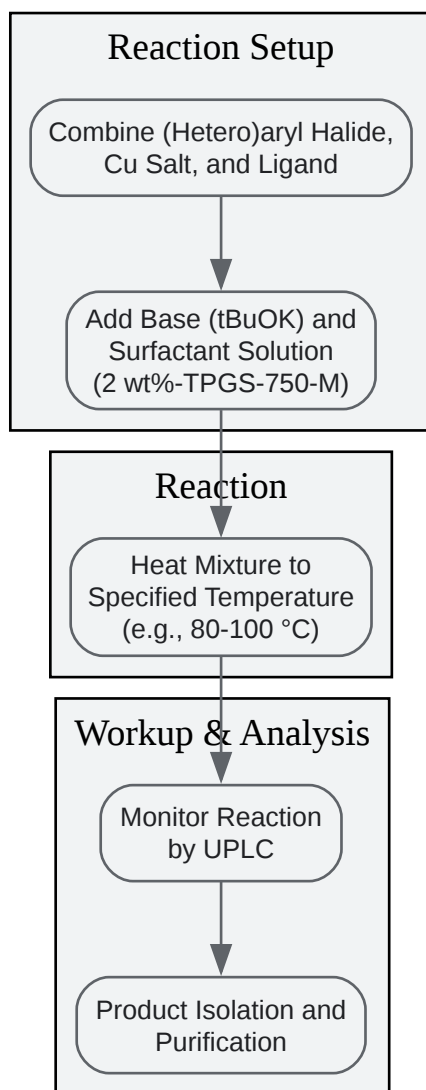 Reaction Setup
Combine (Hetero)aryl Halide,
Cu Salt, and Ligand
Add Base (tBuOK) and
Surfactant Solution
(2 wt%-TPGS-750-M)
Reaction
Heat Mixture to
Specified Temperature
(e.g., 80-100 °C)
Workup & Analysis
Monitor Reaction
by UPLC
Product Isolation and
Purification